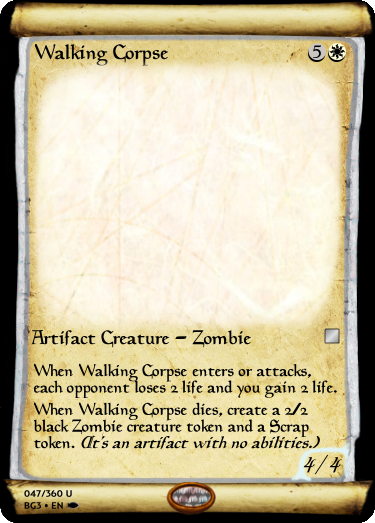 Walking Corpse 5
Artifact Creature – Zombie
When Walking Corpse enters or attacks,
each opponent loses 2 life and you gain 2 life.
When Walking Corpse dies, create a 2/2
black Zombie creature token and a Scrap
token. (It's an artifact with no abilities.)
4/4
047/360 U
BG3 • EN